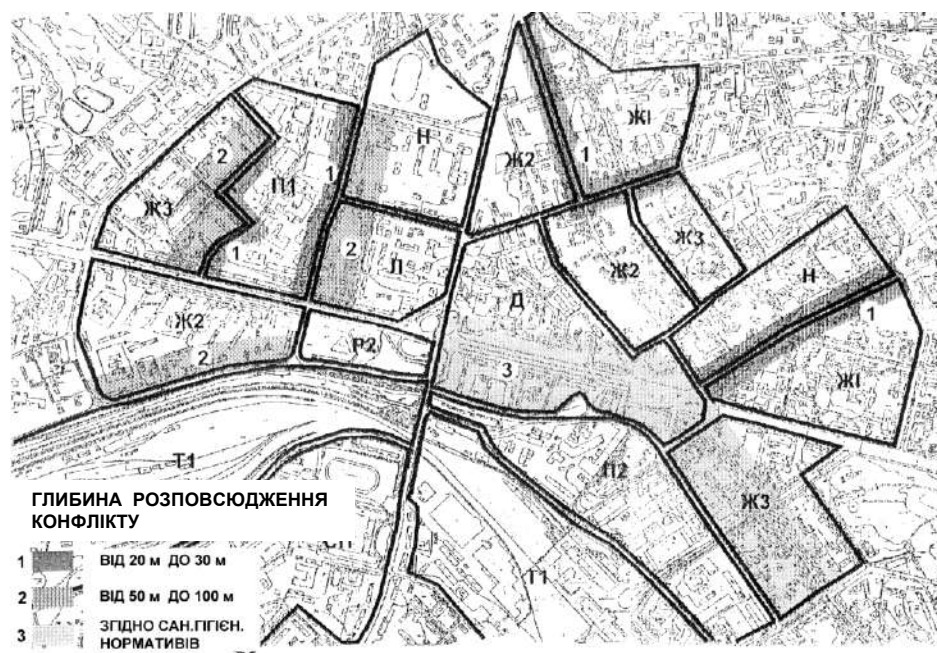 Н
Ж1
Ж2
1
2
П1
1
Ж3
Ж3
2
Л
Ж2
Н
1
Д
1
Ж2
Р2
2
3
Ж1
Т1
П2
Ж3
ГЛИБИНА РОЗПОВСЮДЖЕННЯ
КОНФЛІКТУ
Т1
1 ВІД 20 м ДО 30 м
2 ВІД 50 м ДО 100 м
3 ЗГІДНО САН.ГІГІЄН.
НОРМАТИВІВ